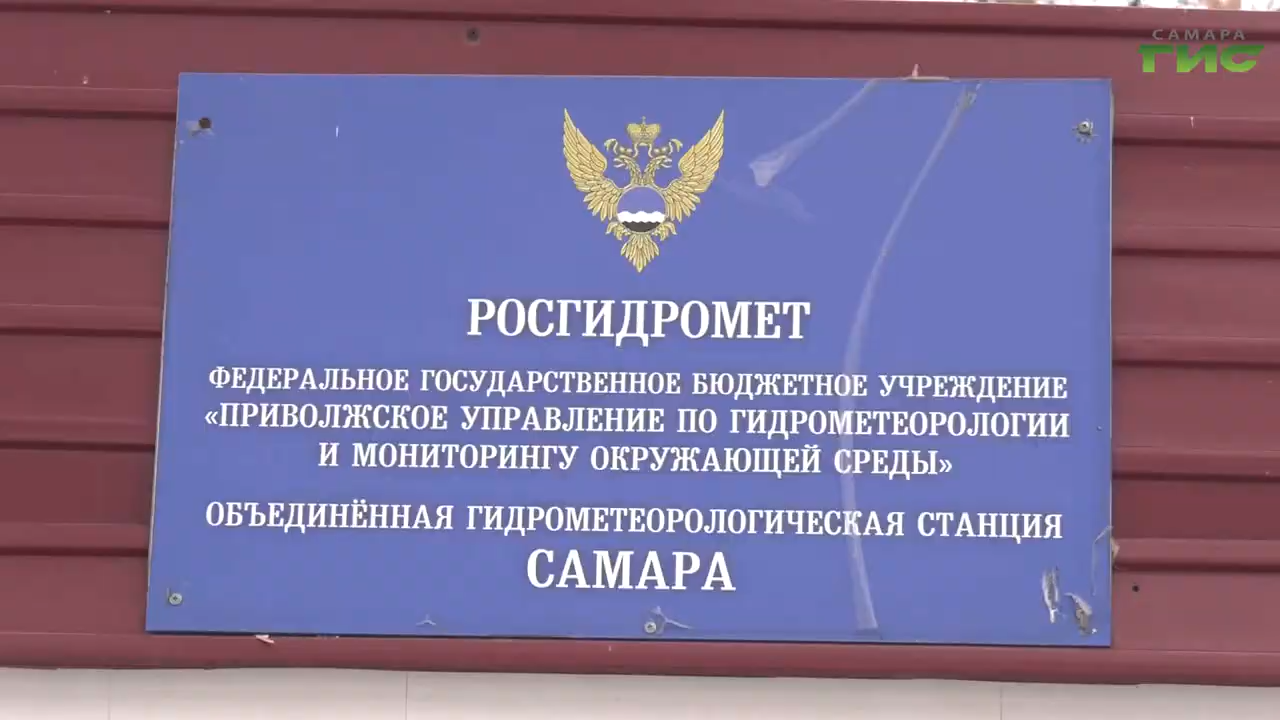 САМАРА
ГИС
РОСГИДРОМЕТ
ФЕДЕРАЛЬНОЕ ГОСУДАРСТВЕННОЕ БЮДЖЕТНОЕ УЧРЕЖДЕНИЕ
«ПРИВОЛЖСКОЕ УПРАВЛЕНИЕ ПО ГИДРОМЕТЕОРОЛОГИИ
И МОНИТОРИНГУ ОКРУЖАЮЩЕЙ СРЕДЫ»
ОБЪЕДИНЁННАЯ ГИДРОМЕТЕОРОЛОГИЧЕСКАЯ СТАНЦИЯ
САМАРА